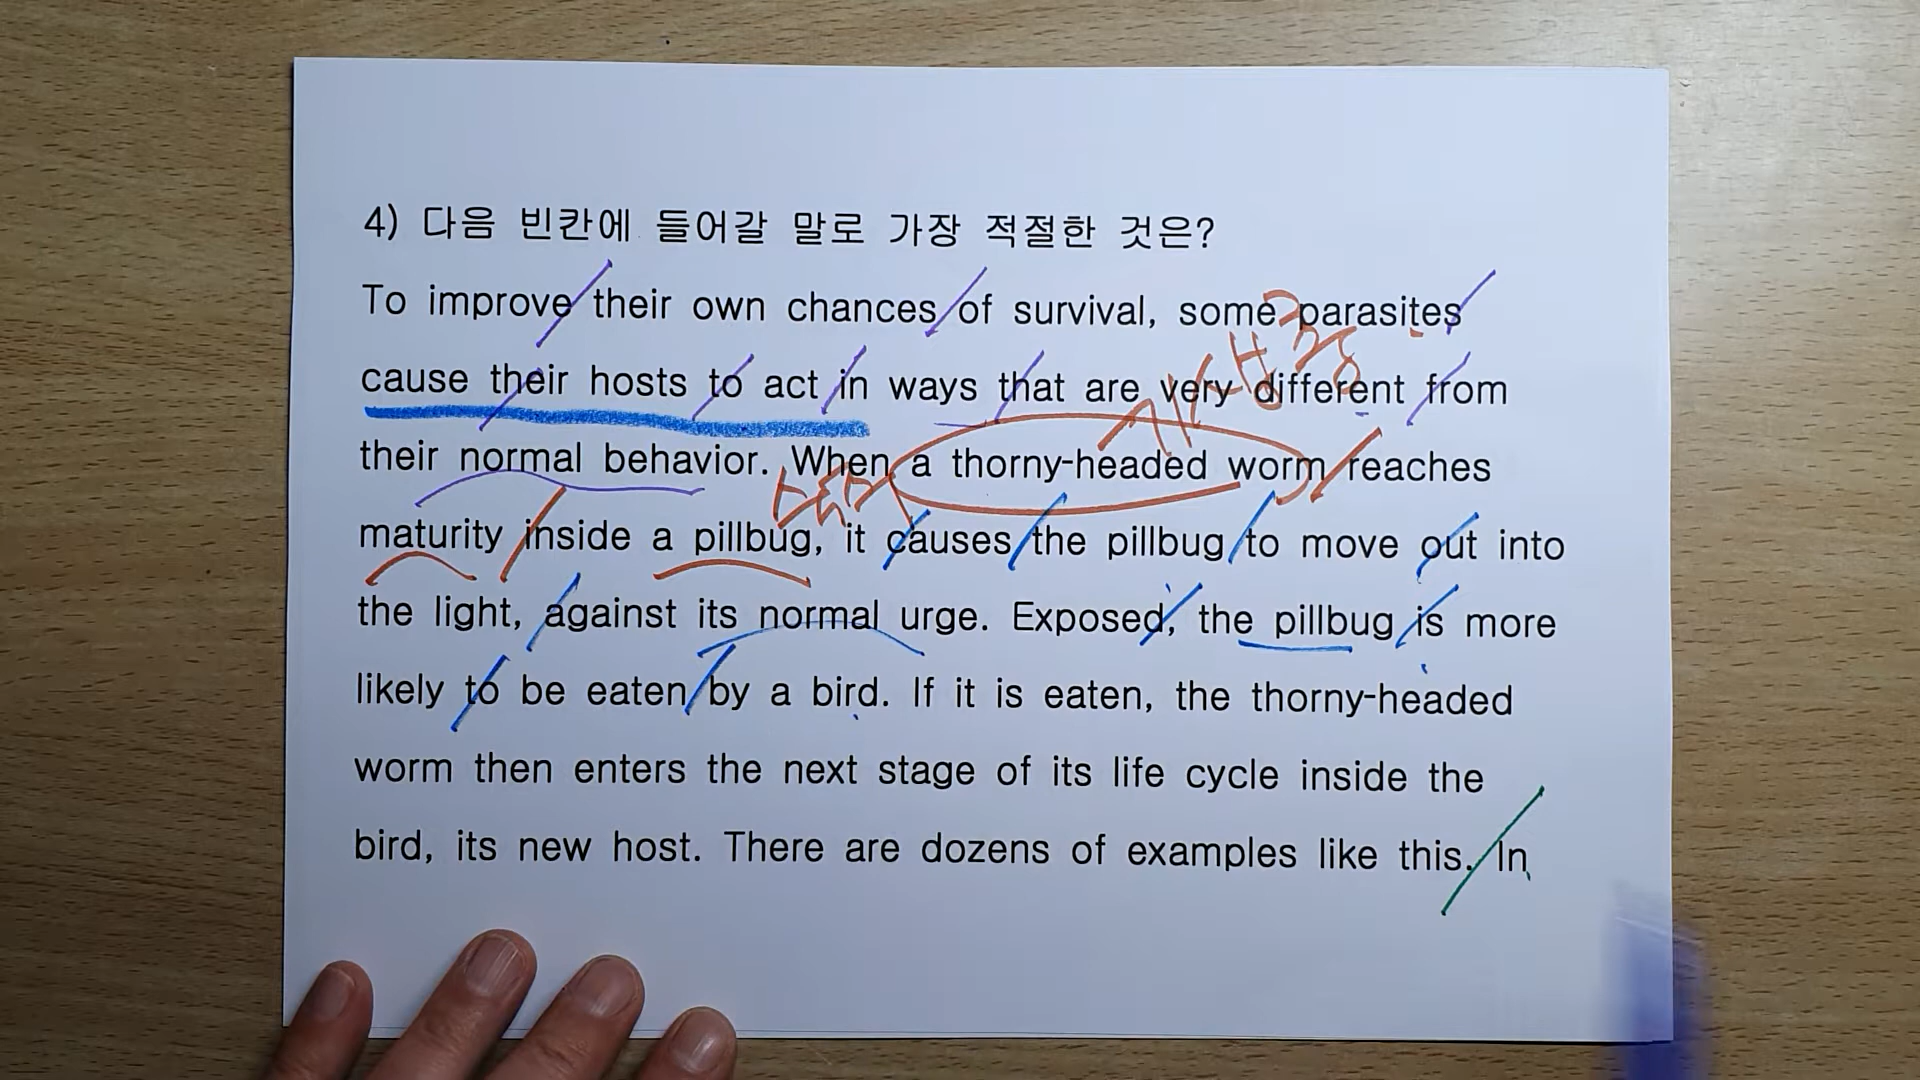 4) 다음 빈칸에 들어갈 말로 가장 적절한 것은?
To improve their own chances of survival, some parasites
기생충
cause their hosts to act in ways that are very different from
their normal behavior. When a thorny-headed worm reaches
maturity inside a pillbug, it causes the pillbug to move out into
the light, against its normal urge. Exposed, the pillbug is more
likely to be eaten by a bird. If it is eaten, the thorny-headed
worm then enters the next stage of its life cycle inside the
bird, its new host. There are dozens of examples like this. In